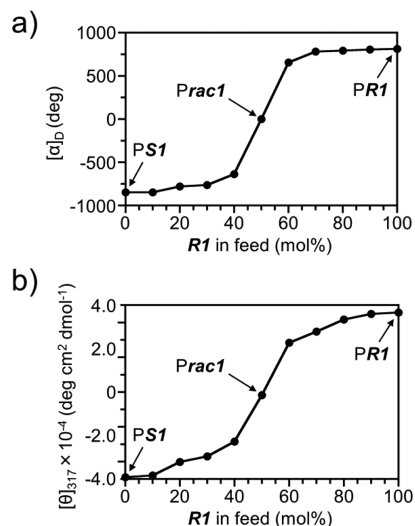 a)
[α]D (deg)
1000
500
0
-500
-1000
PS1
Prac1
PR1
0 20 40 60 80 100
R1 in feed (mol%)
b)
[θ]317 × 10-4 (deg cm2 dmol-1)
4.0
2.0
0
-2.0
-4.0
PS1
Prac1
PR1
0 20 40 60 80 100
R1 in feed (mol%)